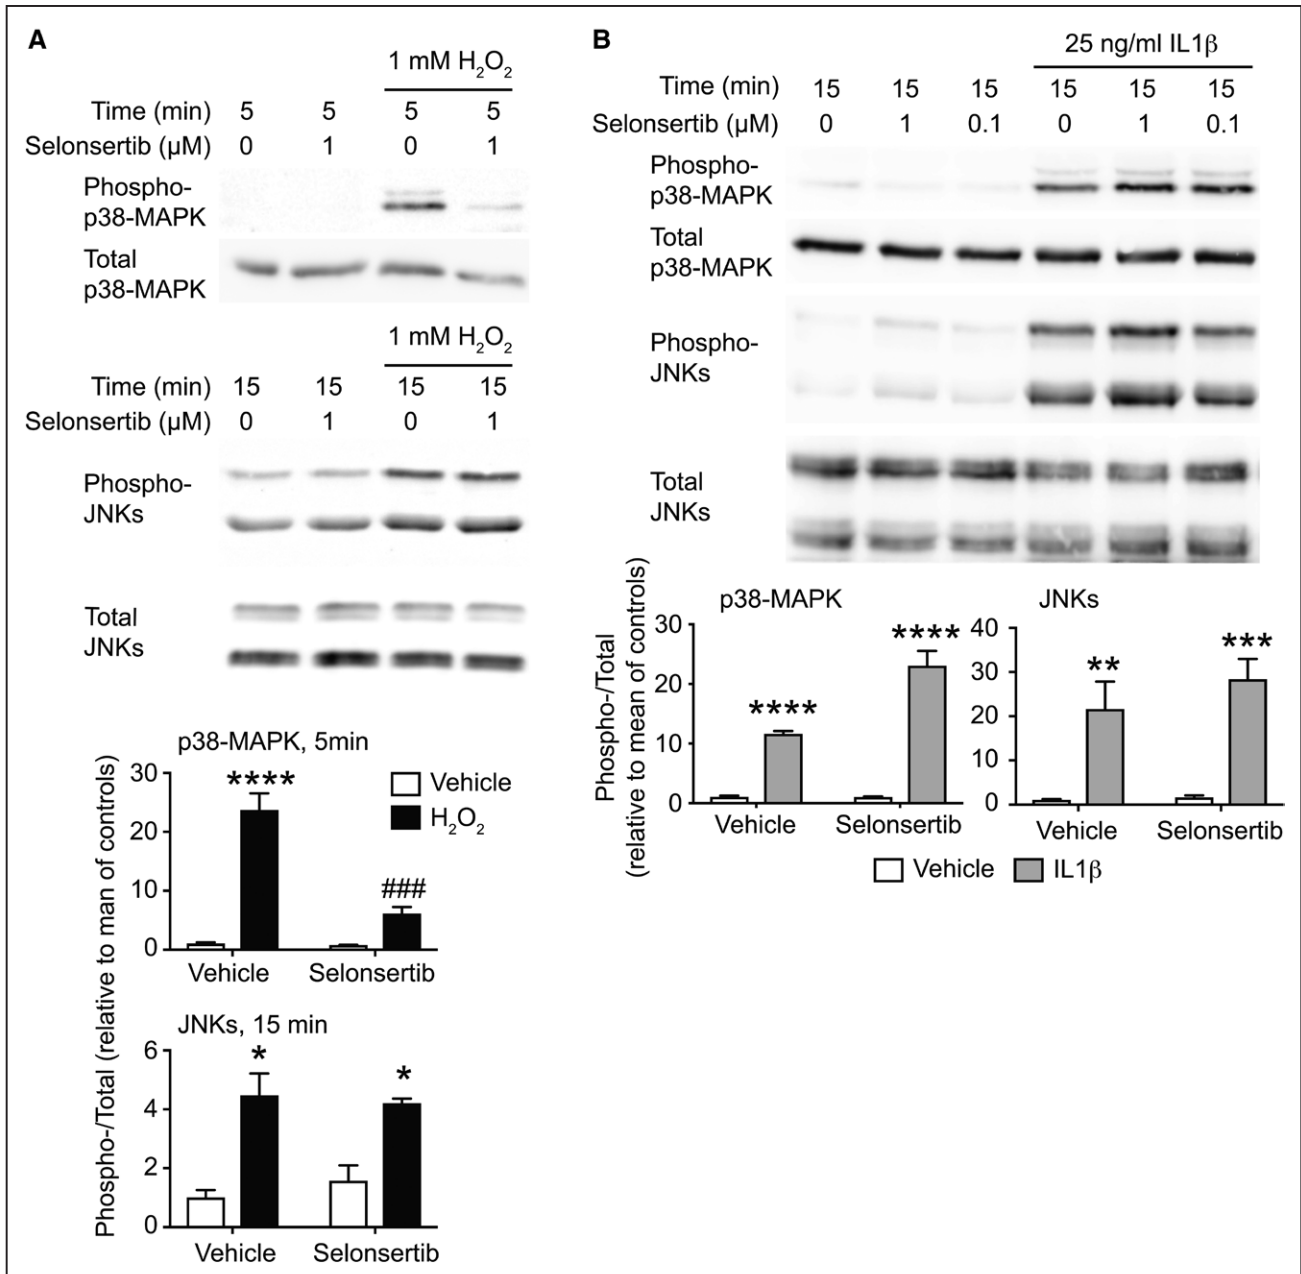 A
1 mM H₂O₂
Time (min) 5 5 5 5
Selonsertib (µM) 0 1 0 1
Phospho-
p38-MAPK
Total
p38-MAPK
1 mM H₂O₂
Time (min) 15 15 15 15
Selonsertib (µM) 0 1 0 1
Phospho-
JNKs
Total
JNKs
Phospho-/Total (relative to man of controls)
p38-MAPK, 5min
30
20
10
0
****
###
Vehicle
H₂O₂
Vehicle Selonsertib
JNKs, 15 min
6
4
2
0
*
*
Vehicle Selonsertib
B
25 ng/ml IL1β
Time (min) 15 15 15 15 15 15
Selonsertib (µM) 0 1 0.1 0 1 0.1
Phospho-
p38-MAPK
Total
p38-MAPK
Phospho-
JNKs
Total
JNKs
Phospho-/Total
(relative to mean of controls)
p38-MAPK
30
20
10
0
****
****
Vehicle Selonsertib
JNKs
40
30
20
10
0
**
***
Vehicle Selonsertib
Vehicle IL1β